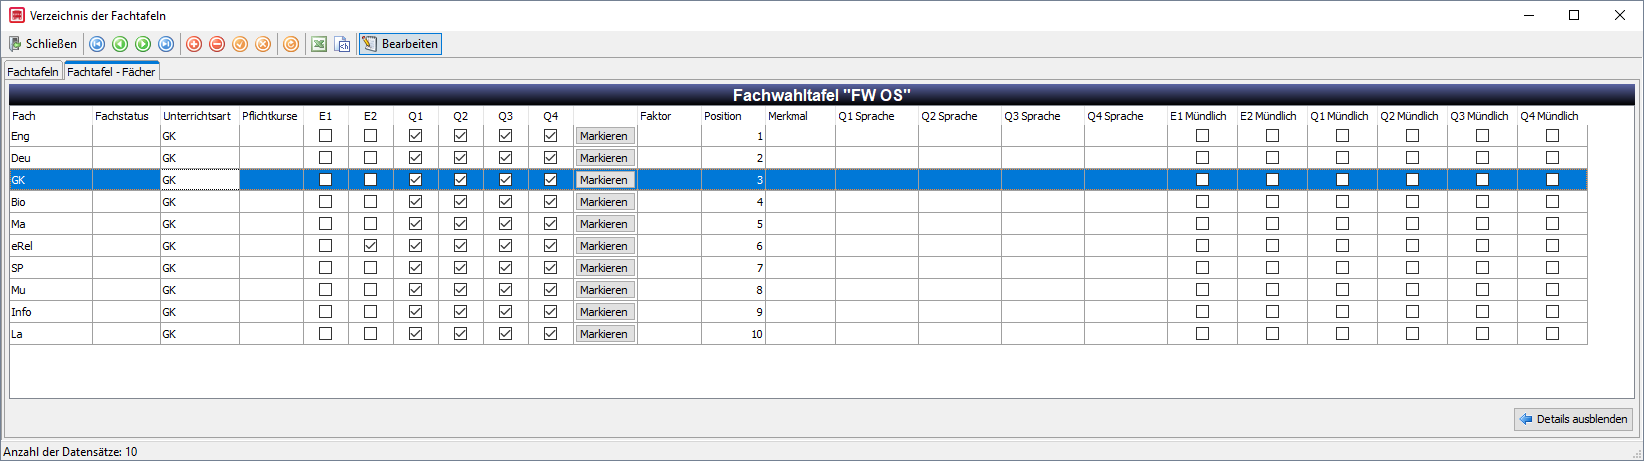 Verzeichnis der Fachtafeln
Schließen Bearbeiten
Fachtafeln Fachtafel - Fächer
Fachwahltafel "FW OS"
Fach Fachstatus Unterrichtsart Pflichtkurse E1 E2 Q1 Q2 Q3 Q4 Faktor Position Merkmal Q1 Sprache Q2 Sprache Q3 Sprache Q4 Sprache E1 Mündlich E2 Mündlich Q1 Mündlich Q2 Mündlich Q3 Mündlich Q4 Mündlich
Eng GK Markieren 1
Deu GK Markieren 2
GK GK Markieren 3
Bio GK Markieren 4
Ma GK Markieren 5
eRel GK Markieren 6
SP GK Markieren 7
Mu GK Markieren 8
Info GK Markieren 9
La GK Markieren 10
Details ausblenden
Anzahl der Datensätze: 10